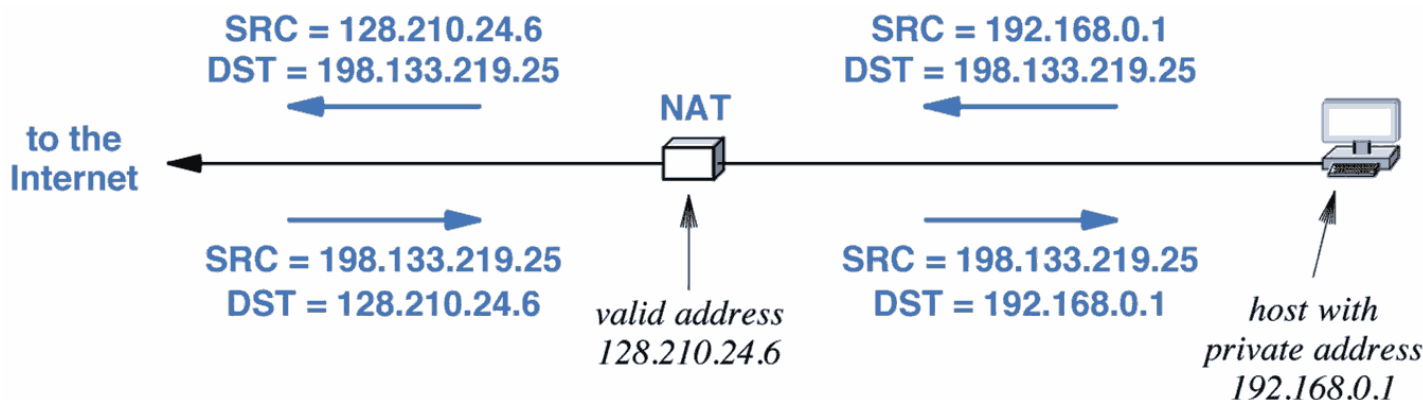 SRC = 128.210.24.6
DST = 198.133.219.25
SRC = 192.168.0.1
DST = 198.133.219.25
NAT
to the
Internet
SRC = 198.133.219.25
DST = 128.210.24.6
valid address
128.210.24.6
SRC = 198.133.219.25
DST = 192.168.0.1
host with
private address
192.168.0.1